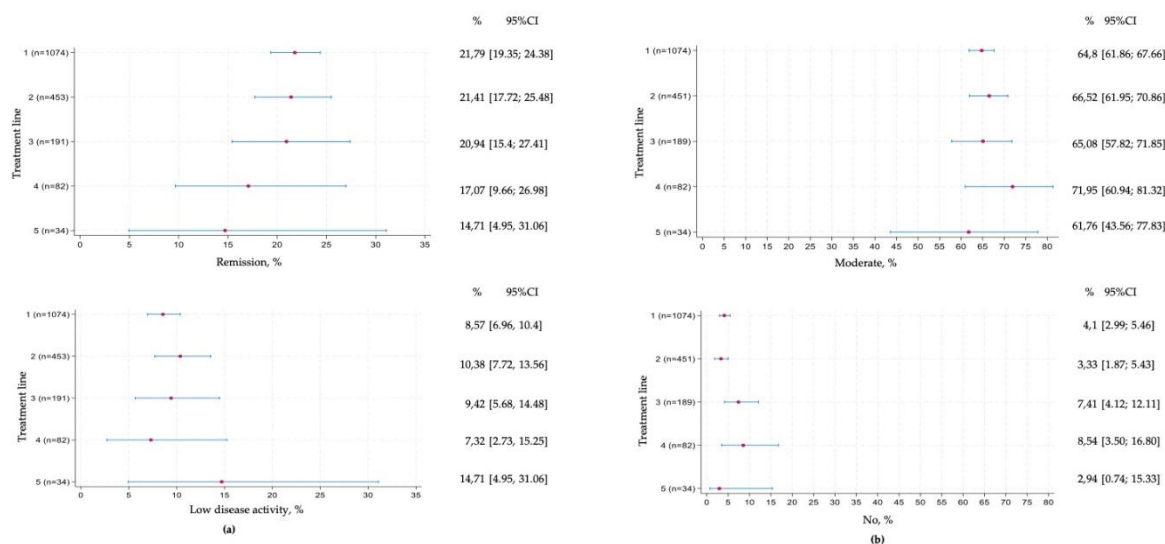 % 95%CI
1 (n=1074)
21,79 [19.35; 24.38]
2 (n=453)
21,41 [17.72; 25.48]
3 (n=191)
20,94 [15.4; 27.41]
4 (n=82)
17,07 [9.66; 26.98]
5 (n=34)
14,71 [4.95, 31.06]
Treatment line
0 5 10 15 20 25 30 35
Remission, %
% 95%CI
1 (n=1074)
8,57 [6.96, 10.4]
2 (n=453)
10,38 [7.72, 13.56]
3 (n=191)
9,42 [5.68, 14.48]
4 (n=82)
7,32 [2.73, 15.25]
5 (n=34)
14,71 [4.95, 31.06]
Treatment line
0 5 10 15 20 25 30 35
Low disease activity, %
(a)
% 95%CI
1 (n=1074)
64,8 [61.86; 67.66]
2 (n=451)
66,52 [61.95; 70.86]
3 (n=189)
65,08 [57.82; 71.85]
4 (n=82)
71,95 [60.94; 81.32]
5 (n=34)
61,76 [43.56; 77.83]
Treatment line
0 5 10 15 20 25 30 35 40 45 50 55 60 65 70 75 80
Moderate, %
% 95%CI
1 (n=1074)
4,1 [2.99; 5.46]
2 (n=451)
3,33 [1.87; 5.43]
3 (n=189)
7,41 [4.12; 12.11]
4 (n=82)
8,54 [3.50; 16.80]
5 (n=34)
2,94 [0.74; 15.33]
Treatment line
0 5 10 15 20 25 30 35 40 45 50 55 60 65 70 75 80
No, %
(b)